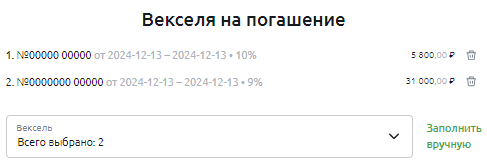 Векселя на погашение
1. №00000 00000 от 2024-12-13 – 2024-12-13 • 10% 5 800,00 ₽
2. №0000000 00000 от 2024-12-13 – 2024-12-13 • 9% 31 000,00 ₽
Вексель
Всего выбрано: 2
Заполнить
вручную